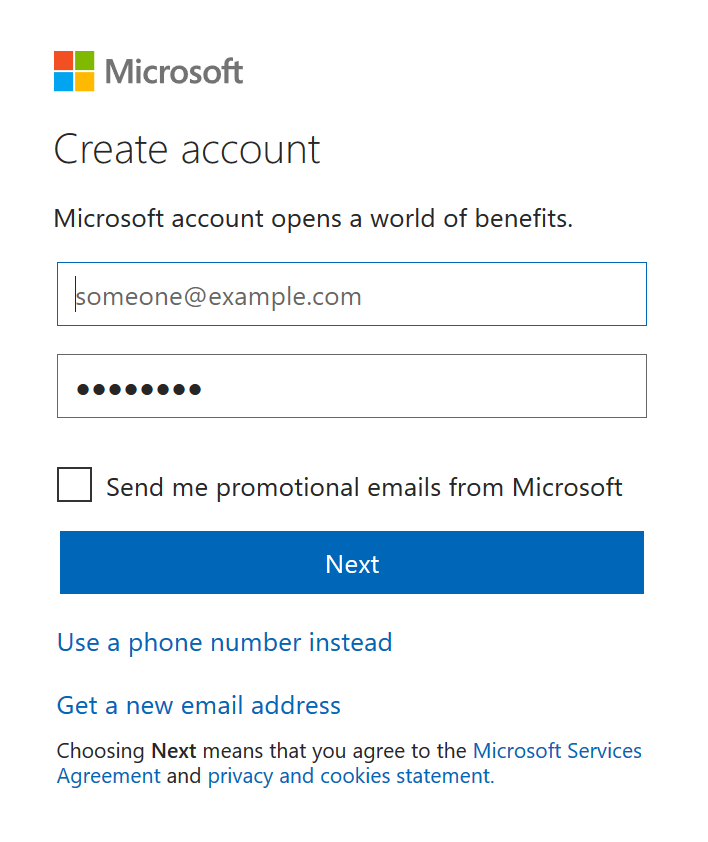 Microsoft
Create account
Microsoft account opens a world of benefits.
someone@example.com
••••••••
Send me promotional emails from Microsoft
Next
Use a phone number instead
Get a new email address
Choosing Next means that you agree to the Microsoft Services
Agreement and privacy and cookies statement.